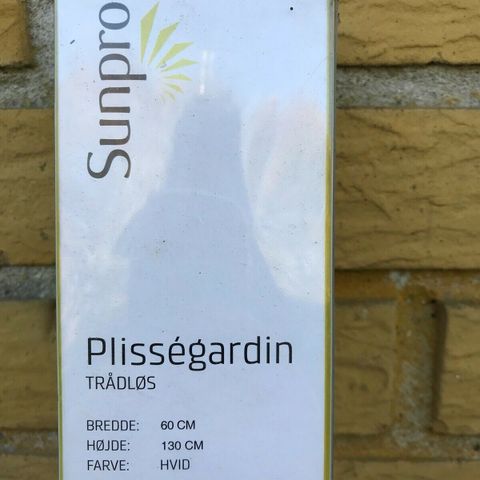 Sunpro
Plisségardin
TRÅDLØS
BREDDE: 60 CM
HØJDE: 130 CM
FARVE: HVID